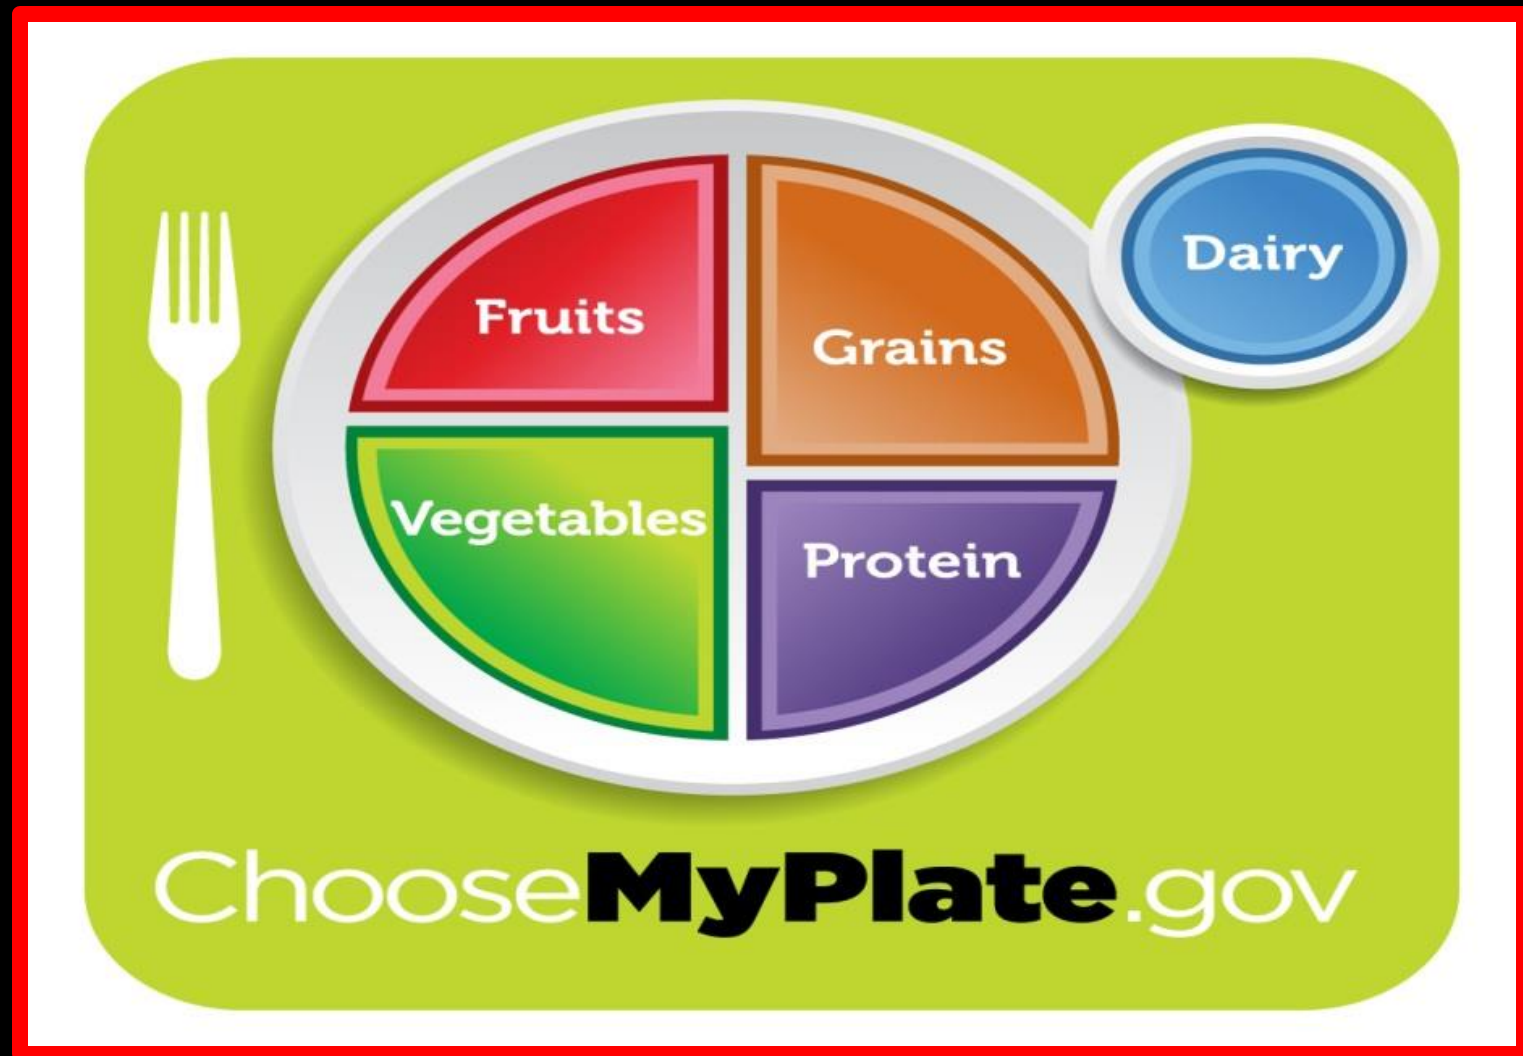 Fruits
Grains
Dairy
Vegetables
Protein
ChooseMyPlate.gov